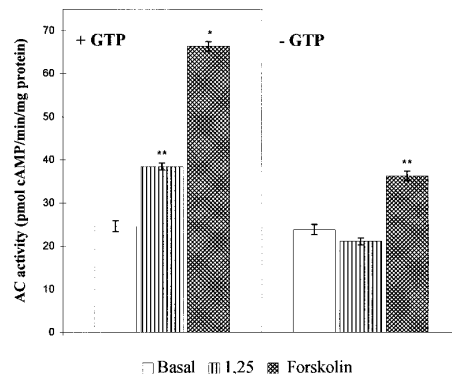 AC activity (pmol cAMP/min/mg protein)
70
60
50
40
30
20
10
0
+ GTP
- GTP
**
*
**
Basal
1,25
Forskolin